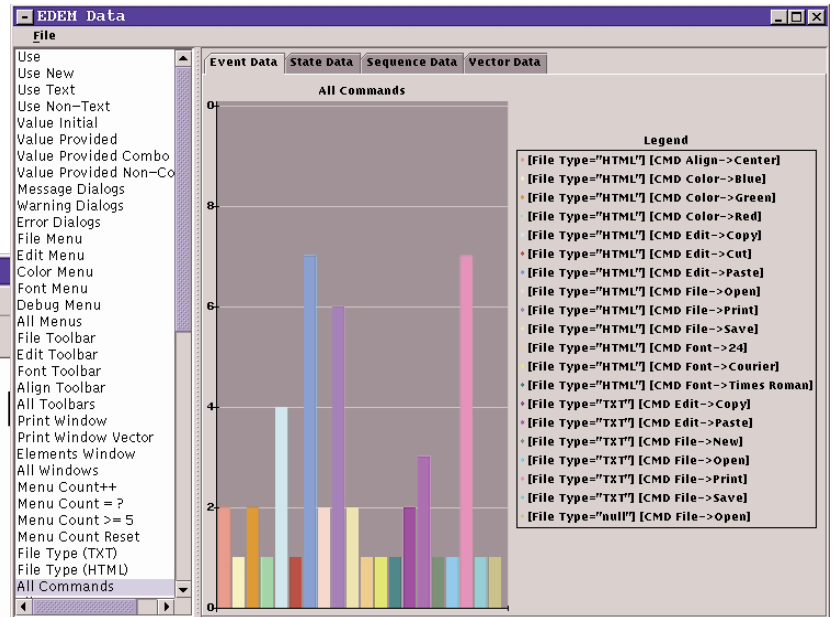 EDEM Data
File
Use
Use New
Use Text
Use Non-Text
Value Initial
Value Provided
Value Provided Combo
Value Provided Non-Co
Message Dialogs
Warning Dialogs
Error Dialogs
File Menu
Edit Menu
Color Menu
Font Menu
Debug Menu
All Menus
File Toolbar
Edit Toolbar
Font Toolbar
Align Toolbar
All Toolbars
Print Window
Print Window Vector
Elements Window
All Windows
Menu Count++
Menu Count = ?
Menu Count >= 5
Menu Count Reset
File Type (TXT)
File Type (HTML)
All Commands
Event Data
State Data
Sequence Data
Vector Data
All Commands
0
8
6
4
2
0
Legend
[File Type="HTML"] [CMD Align->Center]
[File Type="HTML"] [CMD Color->Blue]
[File Type="HTML"] [CMD Color->Green]
[File Type="HTML"] [CMD Color->Red]
[File Type="HTML"] [CMD Edit->Copy]
[File Type="HTML"] [CMD Edit->Cut]
[File Type="HTML"] [CMD Edit->Paste]
[File Type="HTML"] [CMD File->Open]
[File Type="HTML"] [CMD File->Print]
[File Type="HTML"] [CMD File->Save]
[File Type="HTML"] [CMD Font->24]
[File Type="HTML"] [CMD Font->Courier]
[File Type="HTML"] [CMD Font->Times Roman]
[File Type="TXT"] [CMD Edit->Copy]
[File Type="TXT"] [CMD Edit->Paste]
[File Type="TXT"] [CMD File->New]
[File Type="TXT"] [CMD File->Open]
[File Type="TXT"] [CMD File->Print]
[File Type="TXT"] [CMD File->Save]
[File Type="null"] [CMD File->Open]